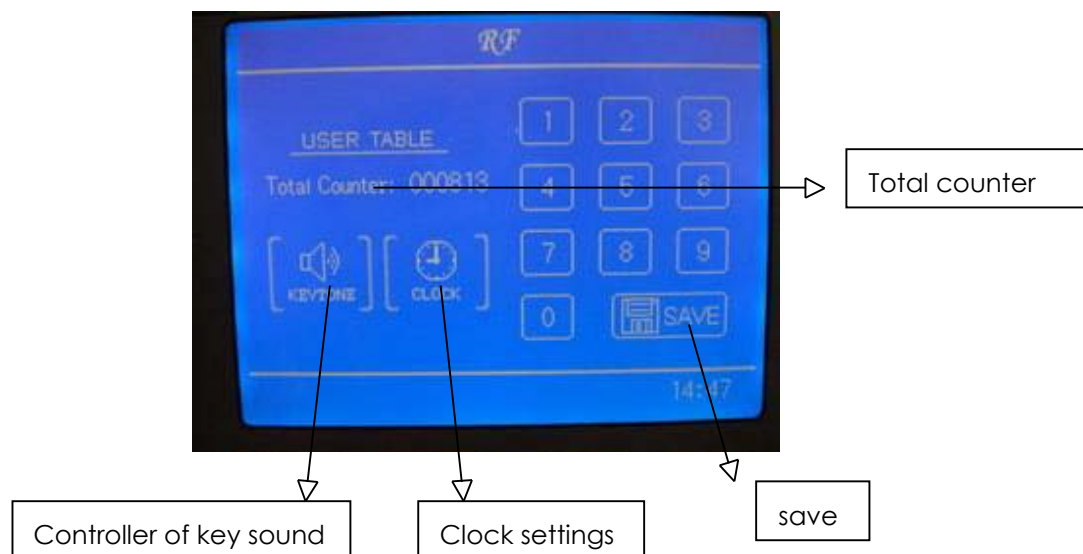 RF
USER TABLE
Total Counter: 000813
KEYTONE
CLOCK
1 2 3
4 5 6
7 8 9
0 SAVE
14:47
Total counter
Controller of key sound
Clock settings
save